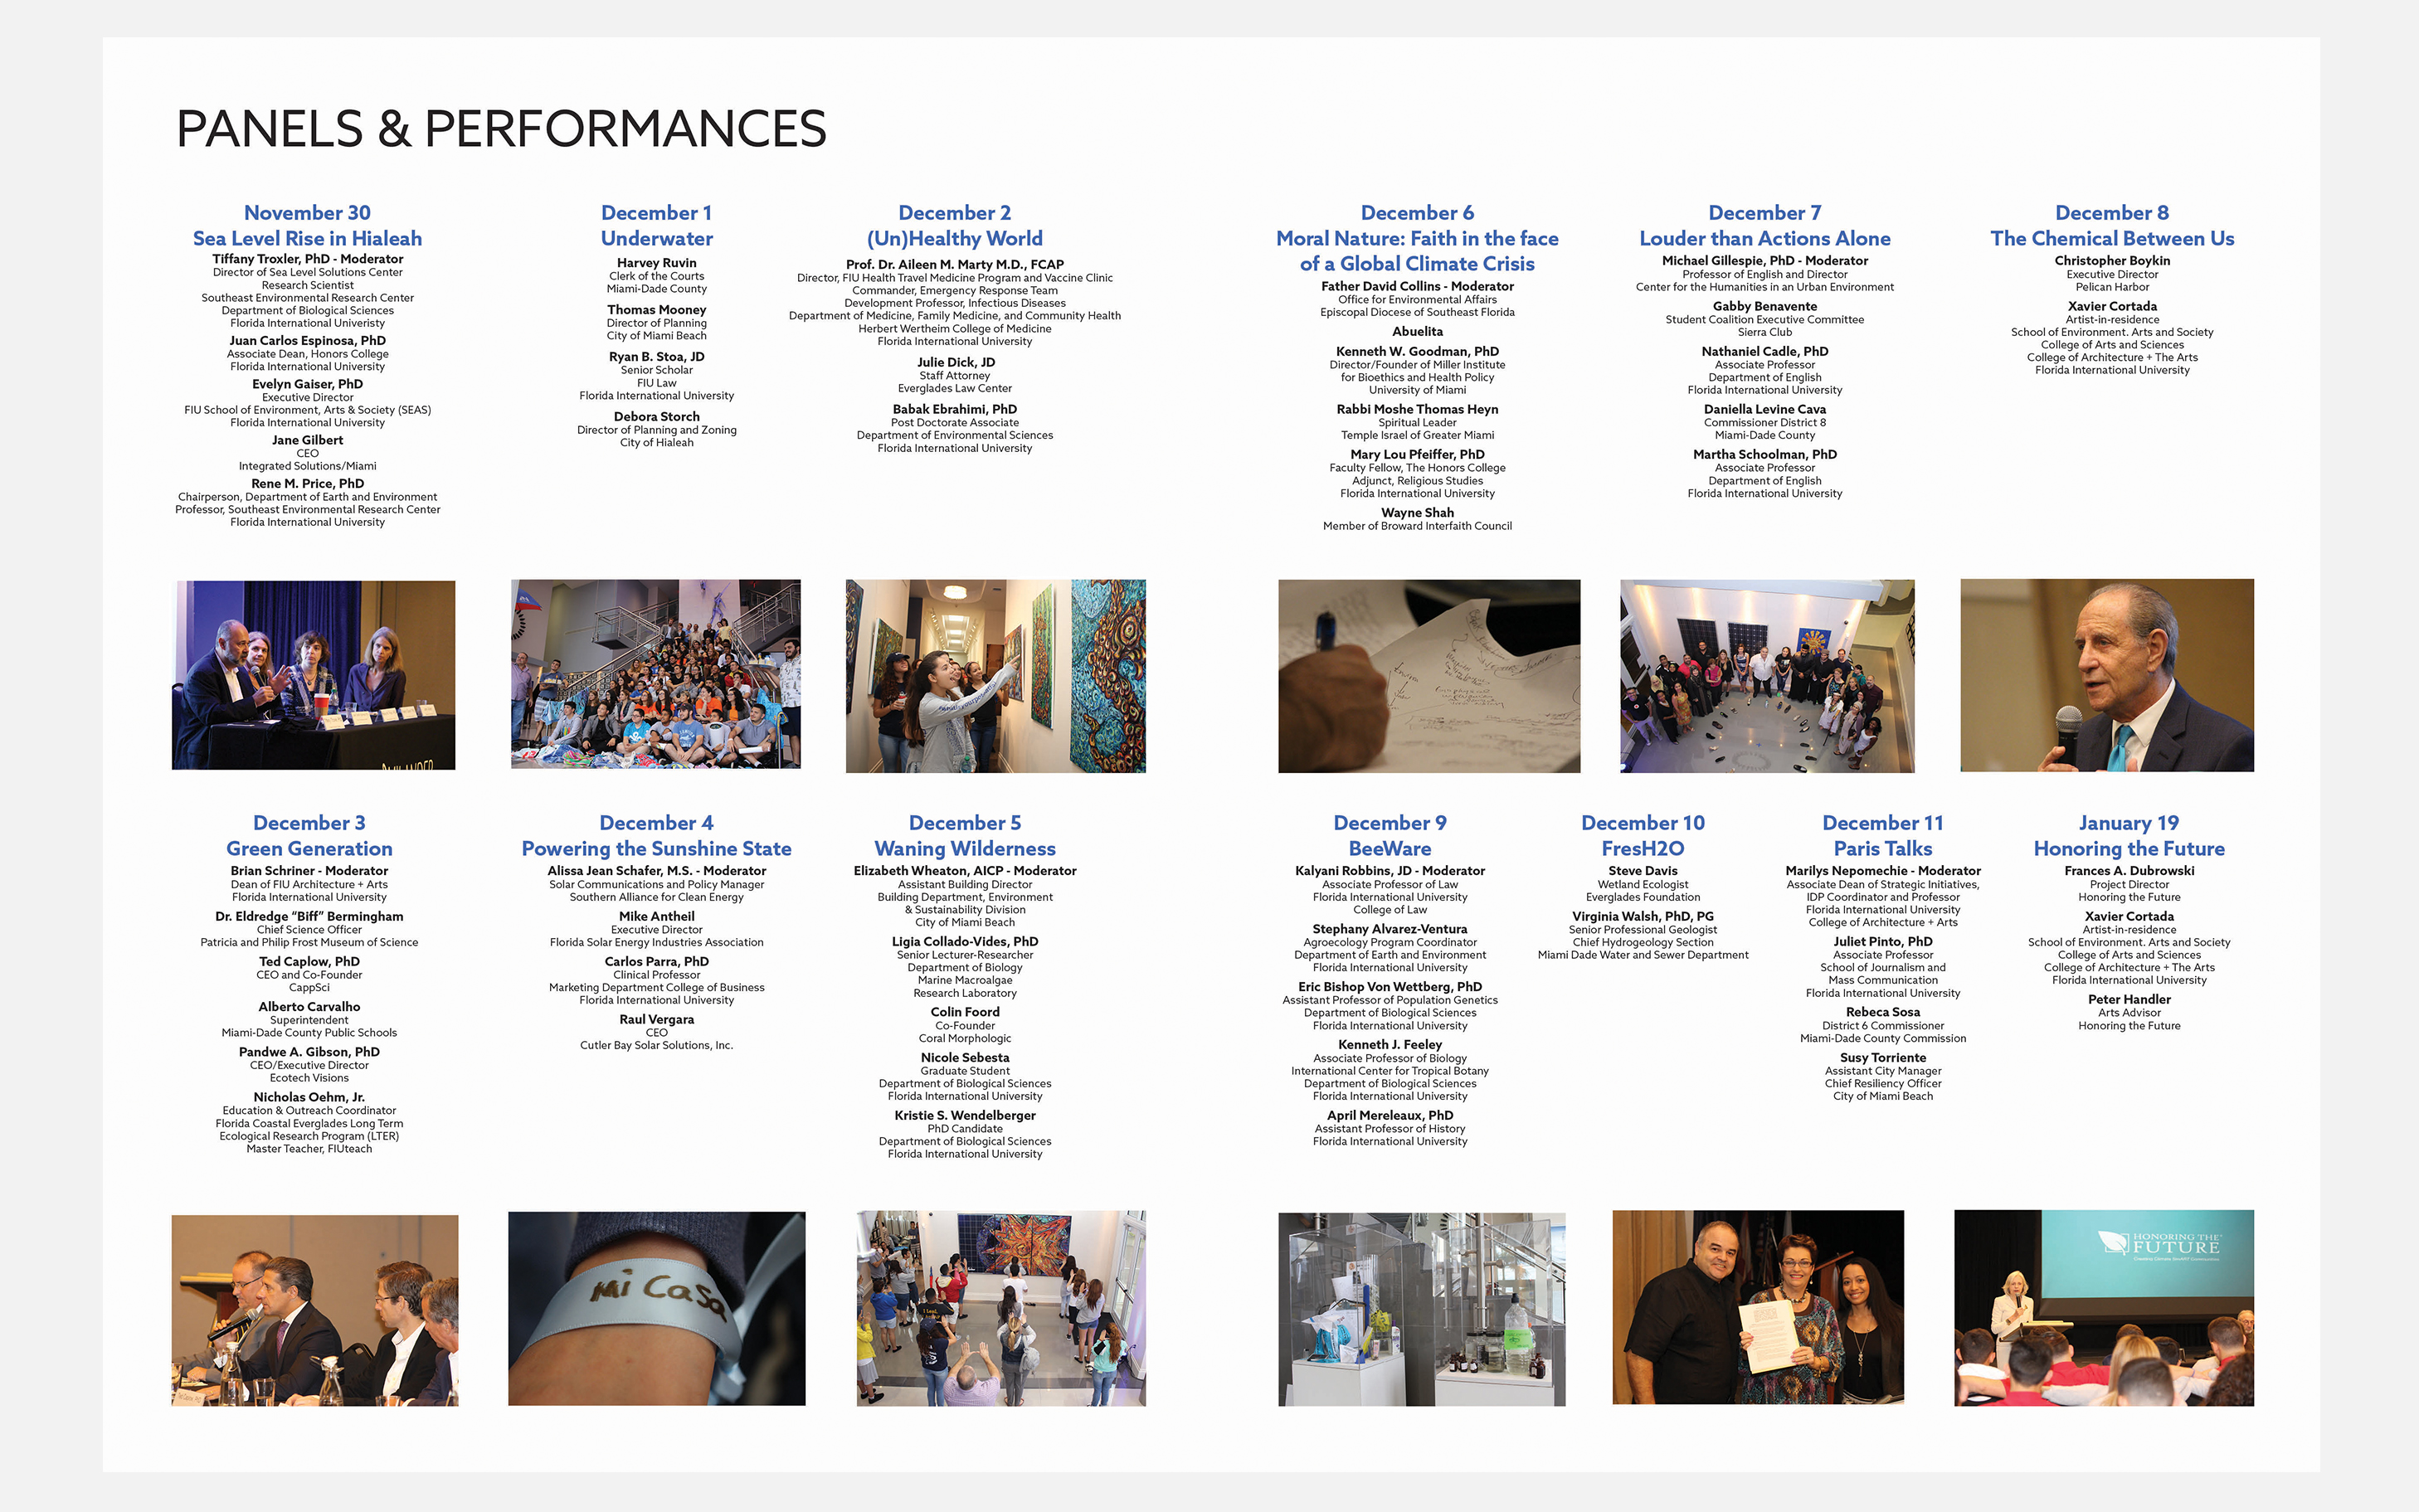 PANELS & PERFORMANCES
November 30
Sea Level Rise in Hialeah
Tiffany Troxler, PhD - Moderator
Director of Sea Level Solutions Center
Research Scientist
Southeast Environmental Research Center
Department of Biological Sciences
Florida International Univeristy
Juan Carlos Espinosa, PhD
Associate Dean, Honors College
Florida International University
Evelyn Gaiser, PhD
Executive Director
FIU School of Environment, Arts & Society (SEAS)
Florida International University
Jane Gilbert
CEO
Integrated Solutions/Miami
Rene M. Price, PhD
Chairperson, Department of Earth and Environment
Professor, Southeast Environmental Research Center
Florida International University
December 1
Underwater
Harvey Ruvin
Clerk of the Courts
Miami-Dade County
Thomas Mooney
Director of Planning
City of Miami Beach
Ryan B. Stoa, JD
Senior Scholar
FIU Law
Florida International University
Debora Storch
Director of Planning and Zoning
City of Hialeah
December 2
(Un)Healthy World
Prof. Dr. Aileen M. Marty M.D., FCAP
Director, FIU Health Travel Medicine Program and Vaccine Clinic
Commander, Emergency Response Team
Development Professor, Infectious Diseases
Department of Medicine, Family Medicine, and Community Health
Herbert Wertheim College of Medicine
Florida International University
Julie Dick, JD
Staff Attorney
Everglades Law Center
Babak Ebrahimi, PhD
Post Doctorate Associate
Department of Environmental Sciences
Florida International University
December 6
Moral Nature: Faith in the face
of a Global Climate Crisis
Father David Collins - Moderator
Office for Environmental Affairs
Episcopal Diocese of Southeast Florida
Abuelita
Kenneth W. Goodman, PhD
Director/Founder of Miller Institute
for Bioethics and Health Policy
University of Miami
Rabbi Moshe Thomas Heyn
Spiritual Leader
Temple Israel of Greater Miami
Mary Lou Pfeiffer, PhD
Faculty Fellow, The Honors College
Adjunct, Religious Studies
Florida International University
Wayne Shah
Member of Broward Interfaith Council
December 7
Louder than Actions Alone
Michael Gillespie, PhD - Moderator
Professor of English and Director
Center for the Humanities in an Urban Environment
Gabby Benavente
Student Coalition Executive Committee
Sierra Club
Nathaniel Cadle, PhD
Associate Professor
Department of English
Florida International University
Daniella Levine Cava
Commissioner District 8
Miami-Dade County
Martha Schoolman, PhD
Associate Professor
Department of English
Florida International University
December 8
The Chemical Between Us
Christopher Boykin
Executive Director
Pelican Harbor
Xavier Cortada
Artist-in-residence
School of Environment. Arts and Society
College of Arts and Sciences
College of Architecture + The Arts
Florida International University
December 3
Green Generation
Brian Schriner - Moderator
Dean of FIU Architecture + Arts
Florida International University
Dr. Eldredge “Biff” Bermingham
Chief Science Officer
Patricia and Philip Frost Museum of Science
Ted Caplow, PhD
CEO and Co-Founder
CappSci
Alberto Carvalho
Superintendent
Miami-Dade County Public Schools
Pandwe A. Gibson, PhD
CEO/Executive Director
Ecotech Visions
Nicholas Oehm, Jr.
Education & Outreach Coordinator
Florida Coastal Everglades Long Term
Ecological Research Program (LTER)
Master Teacher, FIUteach
December 4
Powering the Sunshine State
Alissa Jean Schafer, M.S. - Moderator
Solar Communications and Policy Manager
Southern Alliance for Clean Energy
Mike Antheil
Executive Director
Florida Solar Energy Industries Association
Carlos Parra, PhD
Clinical Professor
Marketing Department College of Business
Florida International University
Raul Vergara
CEO
Cutler Bay Solar Solutions, Inc.
December 5
Waning Wilderness
Elizabeth Wheaton, AICP - Moderator
Assistant Building Director
Building Department, Environment
& Sustainability Division
City of Miami Beach
Ligia Collado-Vides, PhD
Senior Lecturer-Researcher
Department of Biology
Marine Macroalgae
Research Laboratory
Colin Foord
Co-Founder
Coral Morphologic
Nicole Sebesta
Graduate Student
Department of Biological Sciences
Florida International University
Kristie S. Wendelberger
PhD Candidate
Department of Biological Sciences
Florida International University
December 9
BeeWare
Kalyani Robbins, JD - Moderator
Associate Professor of Law
Florida International University
College of Law
Stephany Alvarez-Ventura
Agroecology Program Coordinator
Department of Earth and Environment
Florida International University
Eric Bishop Von Wettberg, PhD
Assistant Professor of Population Genetics
Department of Biological Sciences
Florida International University
Kenneth J. Feeley
Associate Professor of Biology
International Center for Tropical Botany
Department of Biological Sciences
Florida International University
April Mereleaux, PhD
Assistant Professor of History
Florida International University
December 10
FresH2O
Steve Davis
Wetland Ecologist
Everglades Foundation
Virginia Walsh, PhD, PG
Senior Professional Geologist
Chief Hydrogeology Section
Miami Dade Water and Sewer Department
December 11
Paris Talks
Marilys Nepomechie - Moderator
Associate Dean of Strategic Initiatives,
IDP Coordinator and Professor
Florida International University
College of Architecture + Arts
Juliet Pinto, PhD
Associate Professor
School of Journalism and
Mass Communication
Florida International University
Rebeca Sosa
District 6 Commissioner
Miami-Dade County Commission
Susy Torriente
Assistant City Manager
Chief Resiliency Officer
City of Miami Beach
January 19
Honoring the Future
Frances A. Dubrowski
Project Director
Honoring the Future
Xavier Cortada
Artist-in-residence
School of Environment. Arts and Society
College of Arts and Sciences
College of Architecture + The Arts
Florida International University
Peter Handler
Arts Advisor
Honoring the Future
Mi Casa
HONORING THE
FUTURE